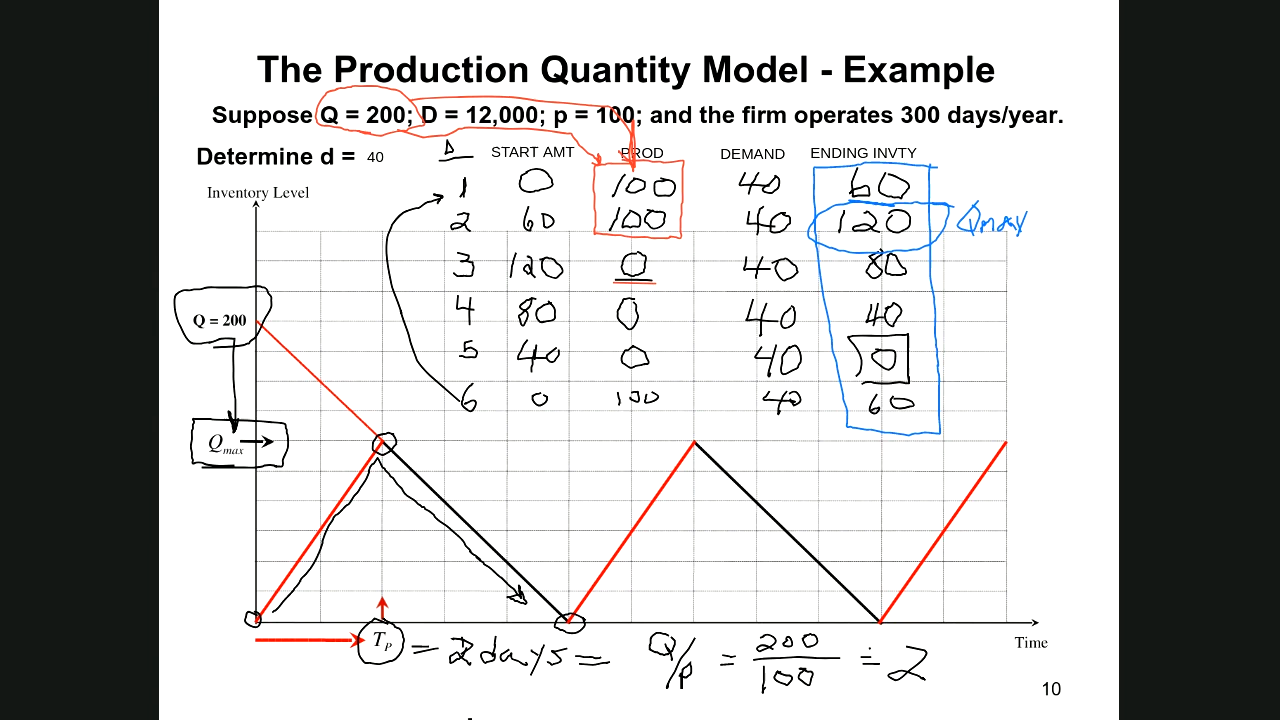 The Production Quantity Model - Example
Suppose Q = 200; D = 12,000; p = 100; and the firm operates 300 days/year.
Determine d = 40
D START AMT PROD DEMAND ENDING INVTY
1 0 100 40 60
2 60 100 40 120 Qmax
3 120 0 40 80
4 80 0 40 40
5 40 0 40 0
6 0 100 40 60
Inventory Level
Q = 200
Qmax
TP = 2 days = Q/P = 200/100 = 2
Time
10